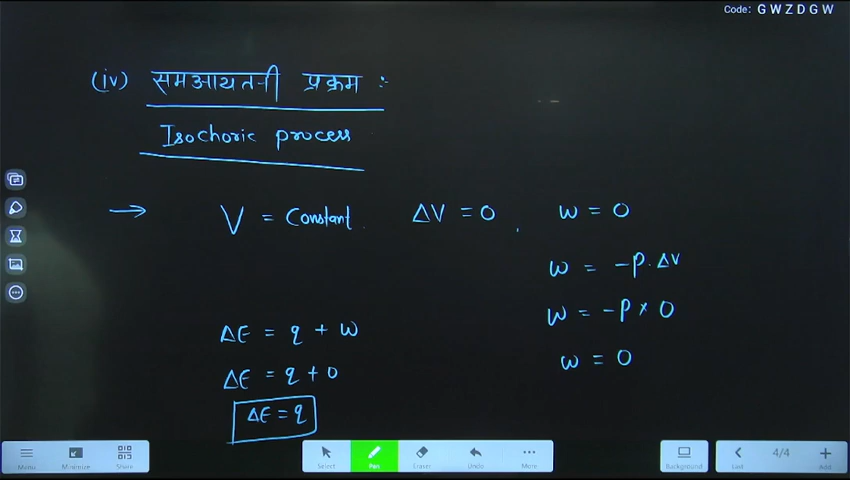 Code: G W Z D G W
(iv) समआयतनी प्रक्रम :-
Isochoric process
→ V = Constant. ΔV = 0, w = 0
w = -P. ΔV
w = -P × 0
w = 0
ΔE = q + w
ΔE = q + 0
ΔE = q
Menu Minimize Share Select Pen Eraser Undo More Background Last 4/4 Add